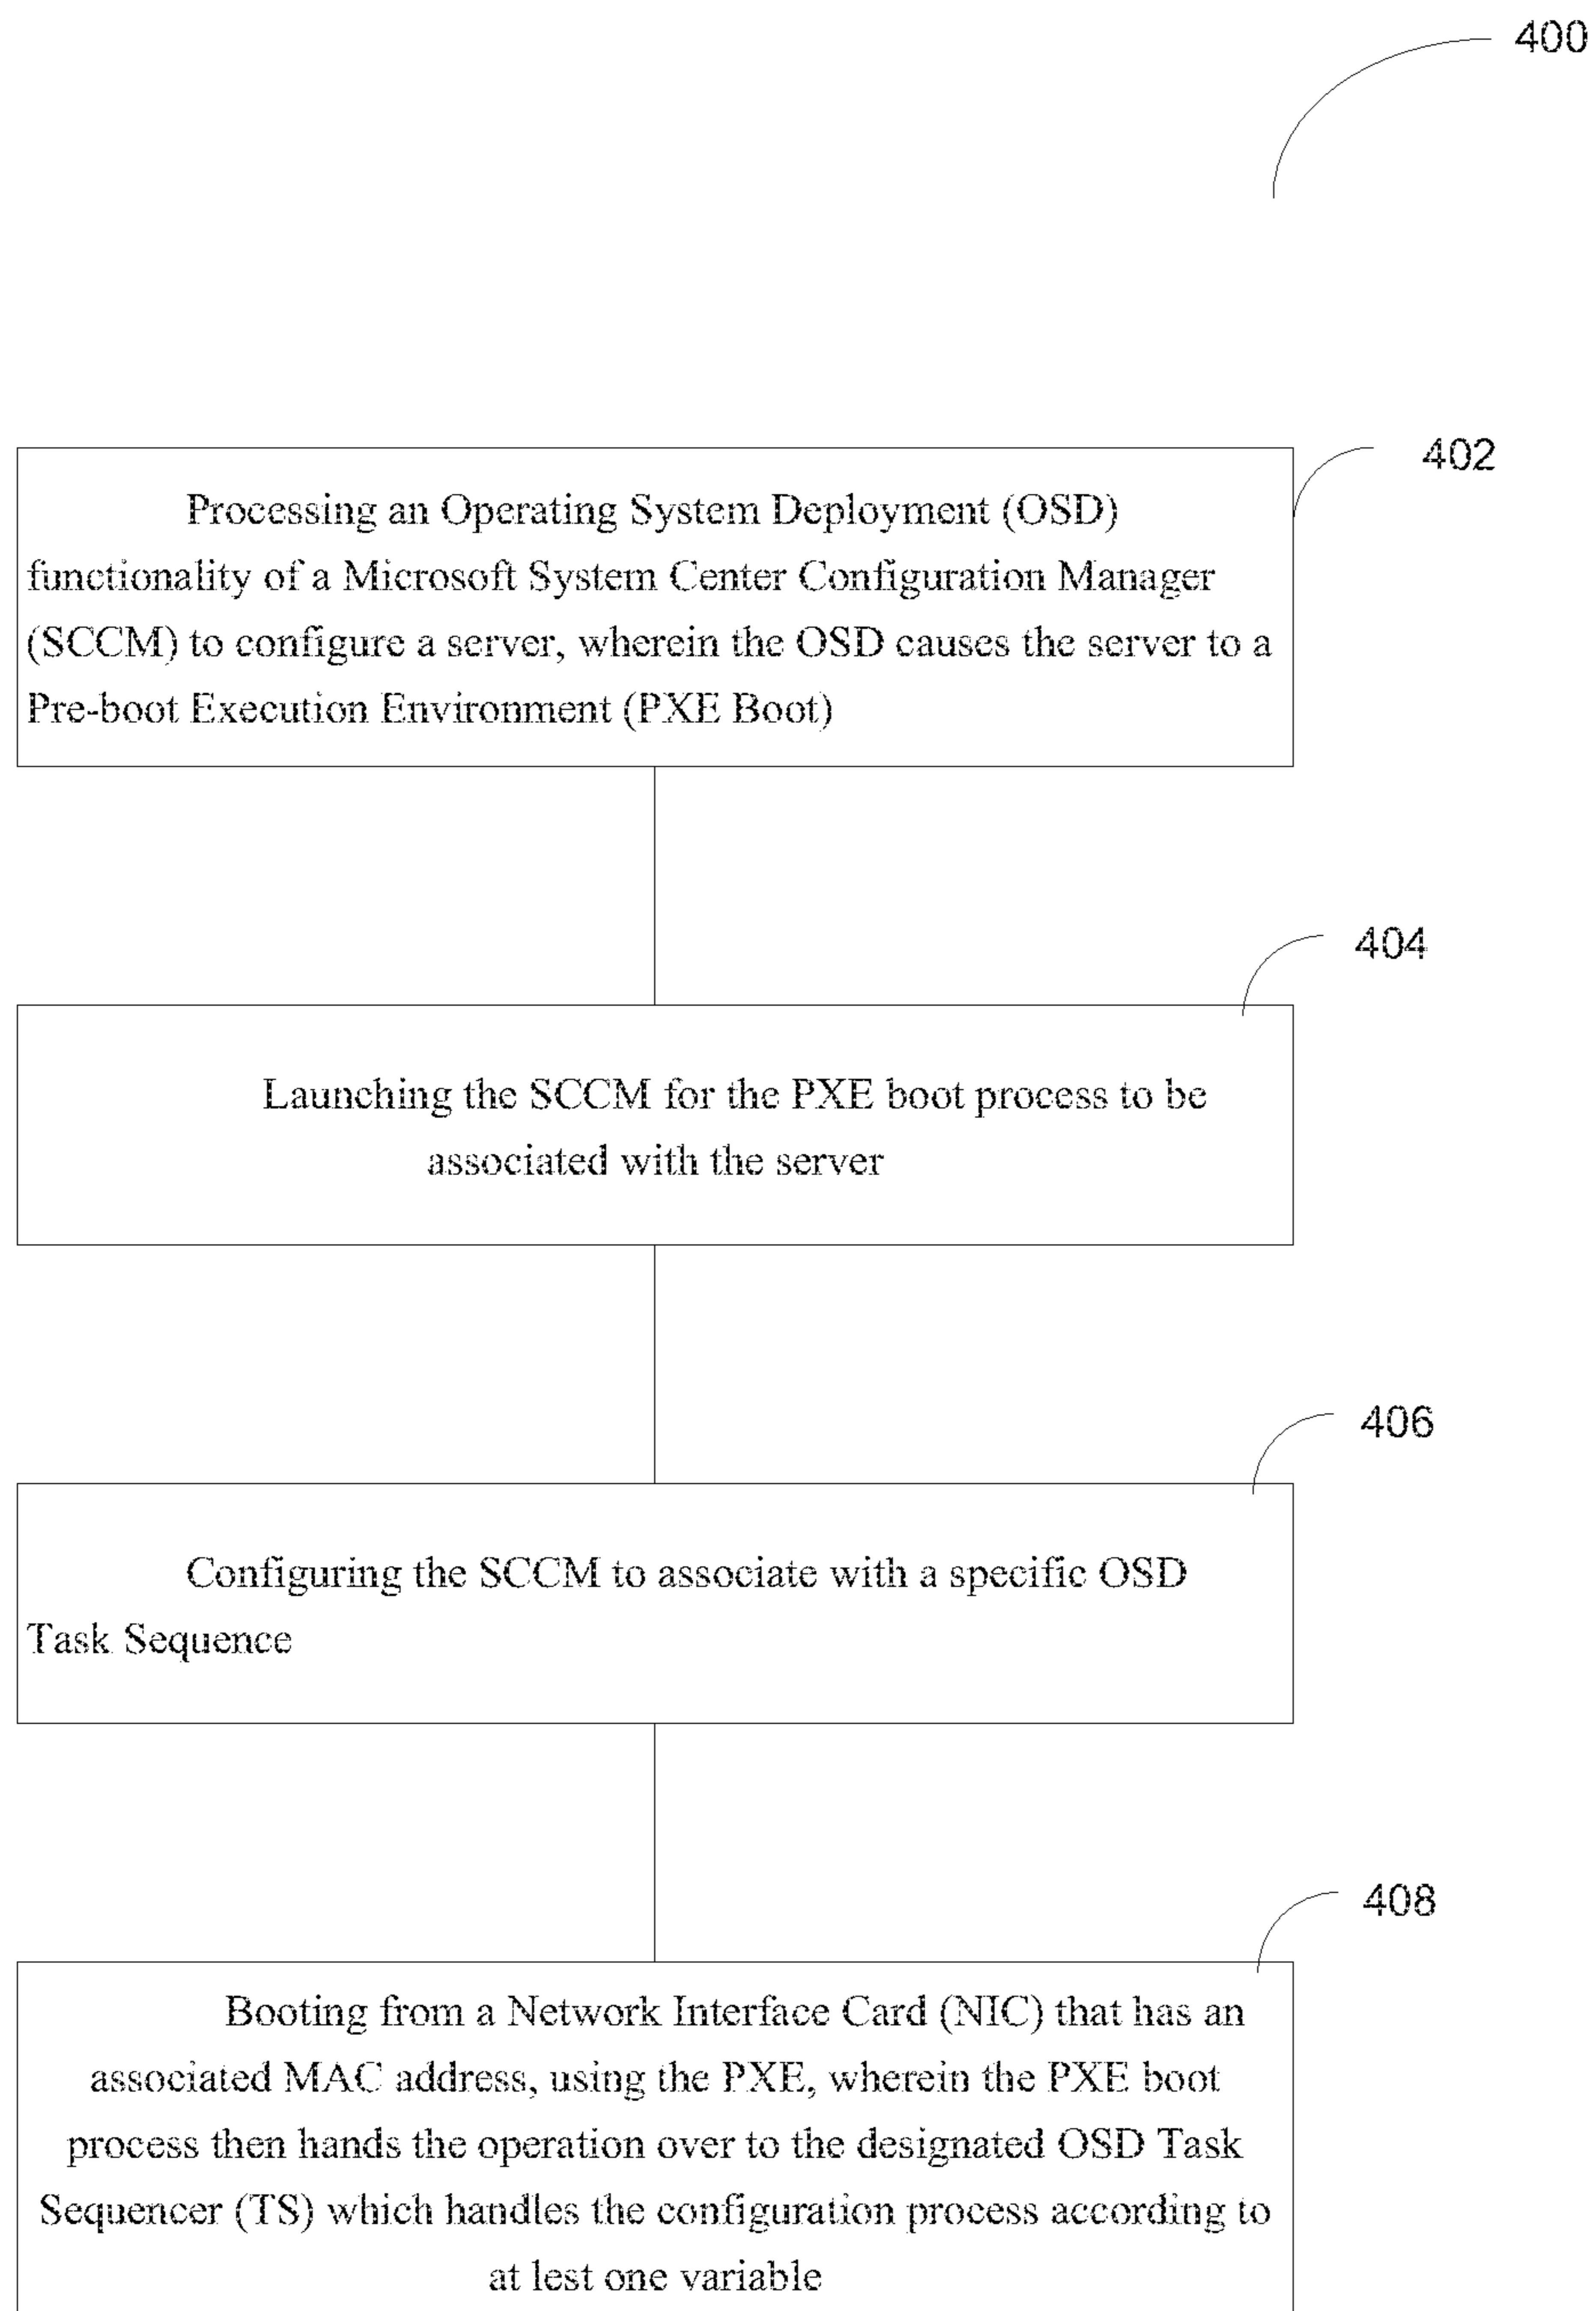 400
402
Processing an Operating System Deployment (OSD)
functionality of a Microsoft System Center Configuration Manager
(SCCM) to configure a server, wherein the OSD causes the server to a
Pre-boot Execution Environment (PXE Boot)
404
Launching the SCCM for the PXE boot process to be
associated with the server
406
Configuring the SCCM to associate with a specific OSD
Task Sequence
408
Booting from a Network Interface Card (NIC) that has an
associated MAC address, using the PXE, wherein the PXE boot
process then hands the operation over to the designated OSD Task
Sequencer (TS) which handles the configuration process according to
at lest one variable